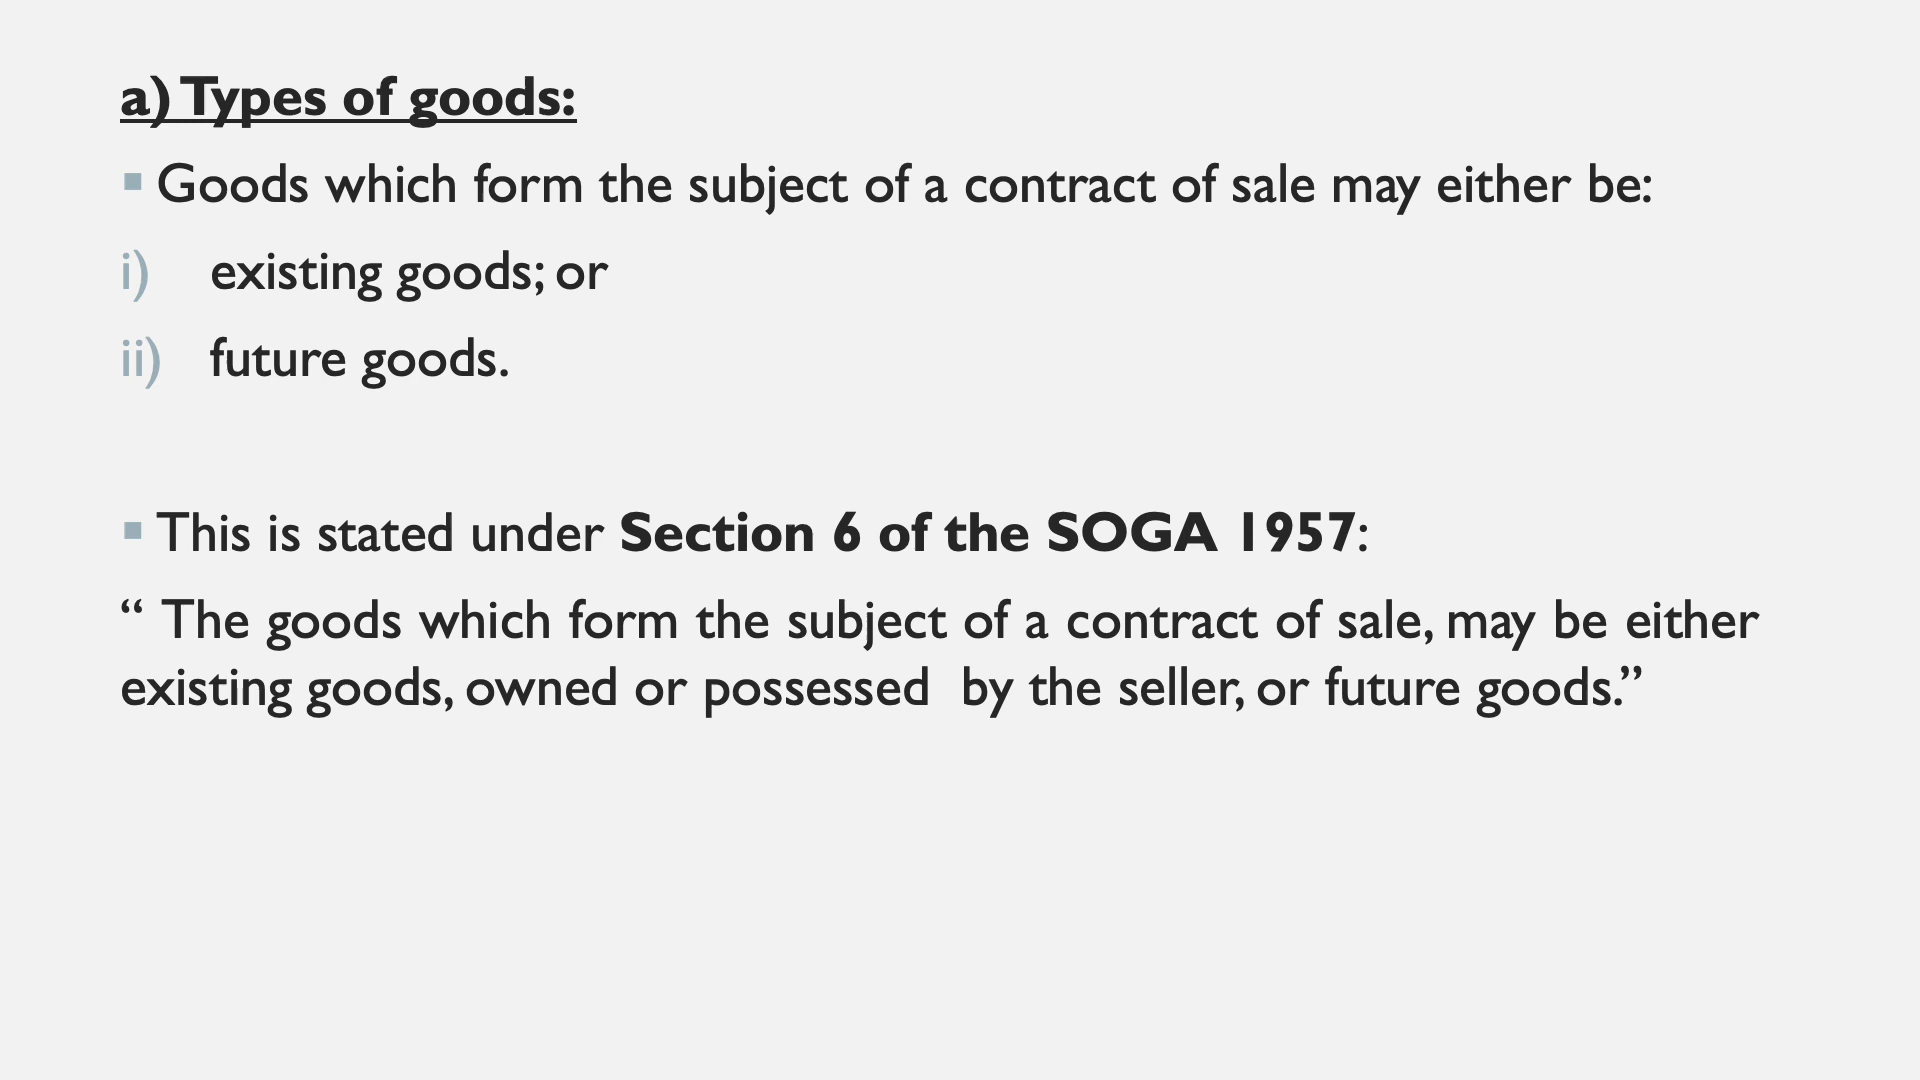 a) Types of goods:
▪ Goods which form the subject of a contract of sale may either be:
i) existing goods; or
ii) future goods.
▪ This is stated under Section 6 of the SOGA 1957:
“ The goods which form the subject of a contract of sale, may be either
existing goods, owned or possessed  by the seller, or future goods.”